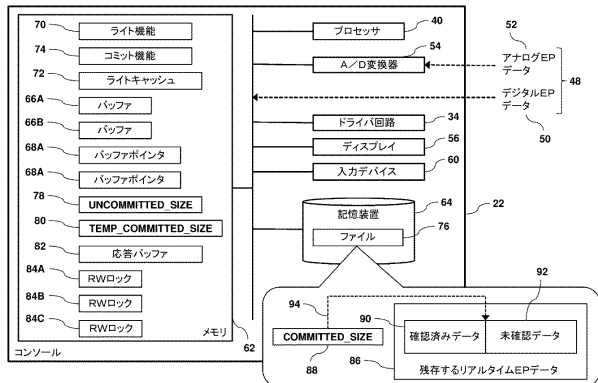 70 ライト機能
74 コミット機能
72 ライトキャッシュ
66A バッファ
66B バッファ
68A バッファポインタ
68A バッファポインタ
78 UNCOMMITTED_SIZE
80 TEMP_COMMITTED_SIZE
82 応答バッファ
84A RWロック
84B RWロック
84C RWロック
メモリ
62
コンソール
プロセッサ 40
54
A/D変換器
ドライバ回路 34
ディスプレイ 56
入力デバイス 60
記憶装置 64
ファイル 76
22
52
アナログEP
データ
48
デジタルEP
データ
50
94
90
92
COMMITTED_SIZE
88
確認済みデータ
未確認データ
86
残存するリアルタイムEPデータ